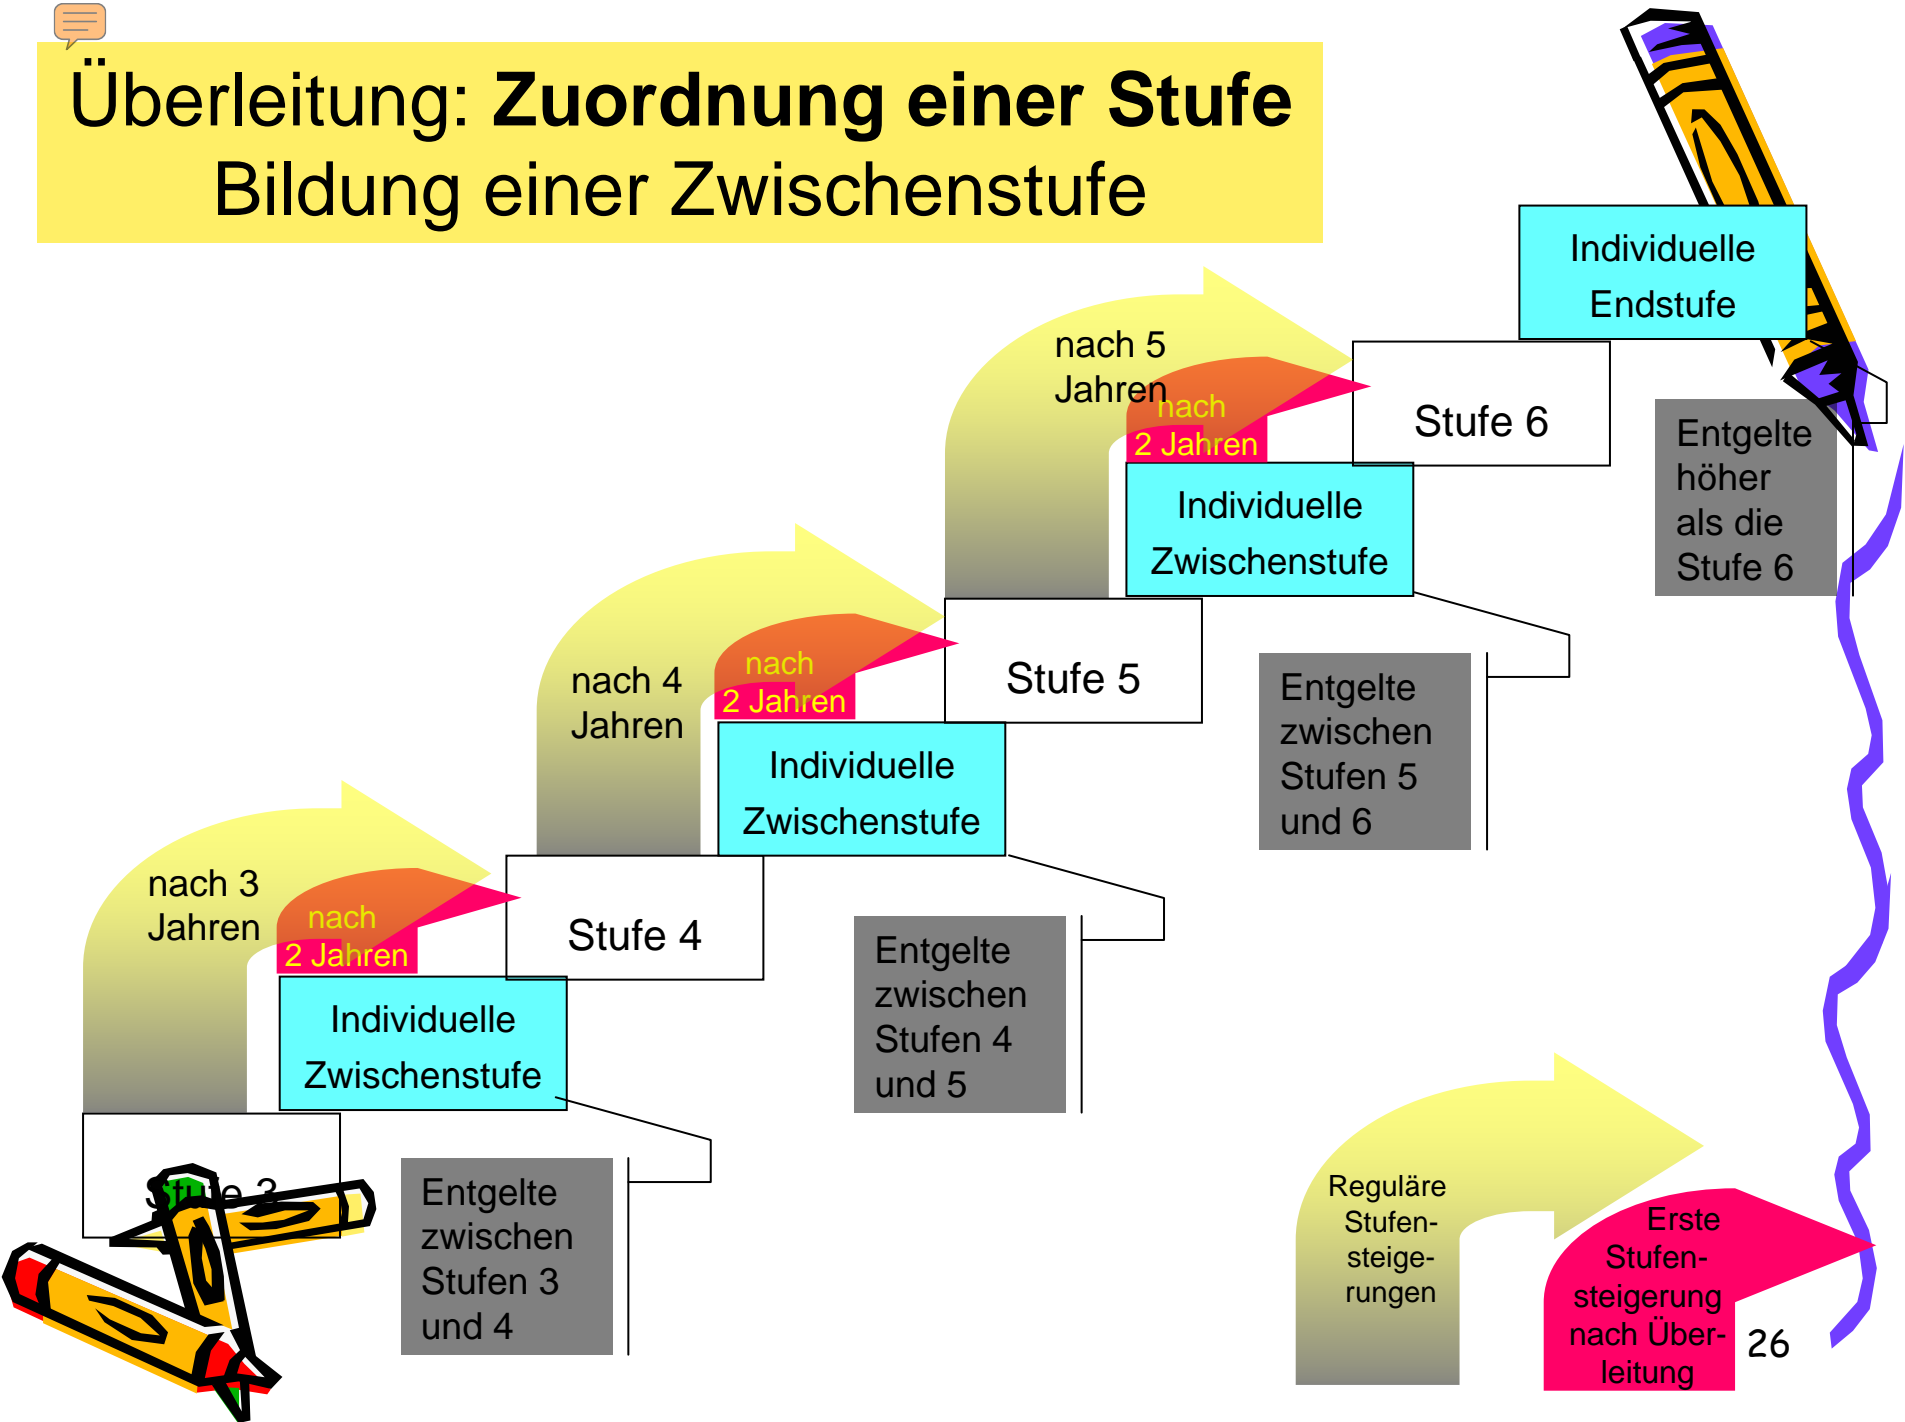 Überleitung: Zuordnung einer Stufe
Bildung einer Zwischenstufe
Individuelle
Endstufe
nach 5
Jahren
nach
2 Jahren
Stufe 6
Entgelte
höher
als die
Stufe 6
Individuelle
Zwischenstufe
nach 4
Jahren
nach
2 Jahren
Stufe 5
Entgelte
zwischen
Stufen 5
und 6
Individuelle
Zwischenstufe
nach 3
Jahren
nach
2 Jahren
Stufe 4
Entgelte
zwischen
Stufen 4
und 5
Individuelle
Zwischenstufe
Stufe 3
Entgelte
zwischen
Stufen 3
und 4
Reguläre
Stufen-
steige-
rungen
Erste
Stufen-
steigerung
nach Über-
leitung
26